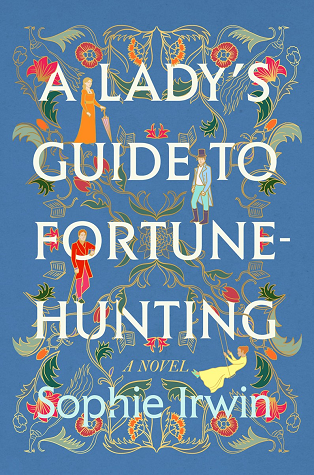 A LADY'S
GUIDE TO
FORTUNE-
HUNTING
A NOVEL
Sophie Irwin